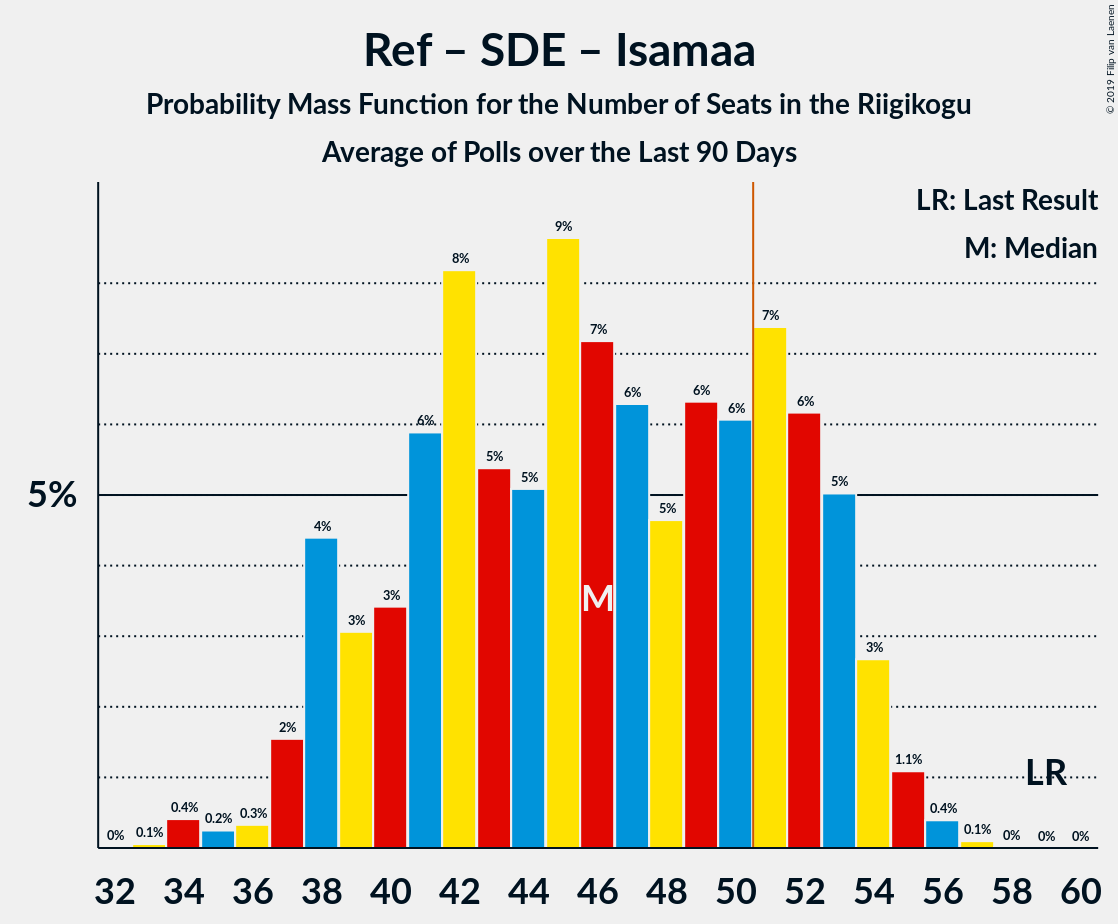 Ref – SDE – Isamaa
Probability Mass Function for the Number of Seats in the Riigikogu
Average of Polls over the Last 90 Days
© 2019 Filip van Laenen
LR: Last Result
M: Median
5%
0% 0.1% 0.4% 0.2% 0.3% 2% 4% 3% 3% 6% 8% 5% 5% 9% 7% 6% 5% 6% 6% 7% 6% 5% 3% 1.1% 0.4% 0.1% 0% 0% 0%
M
LR
32 34 36 38 40 42 44 46 48 50 52 54 56 58 60